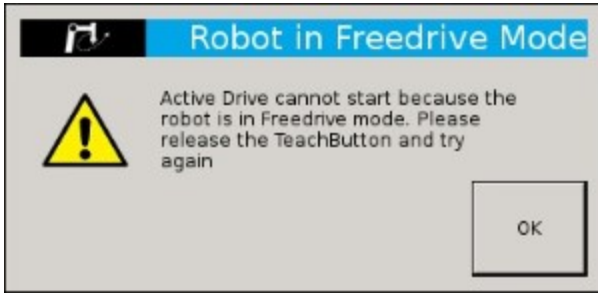 Robot in Freedrive Mode
Active Drive cannot start because the
robot is in Freedrive mode. Please
release the TeachButton and try
again
OK